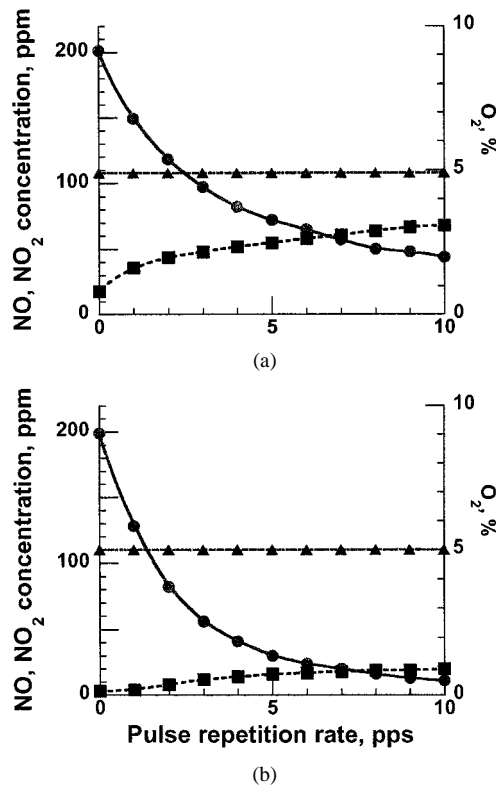 NO, NO2 concentration, ppm
200
100
0
10
5
0
O2, %
0 5 10
(a)
NO, NO2 concentration, ppm
200
100
0
10
5
0
O2, %
0 5 10
Pulse repetition rate, pps
(b)